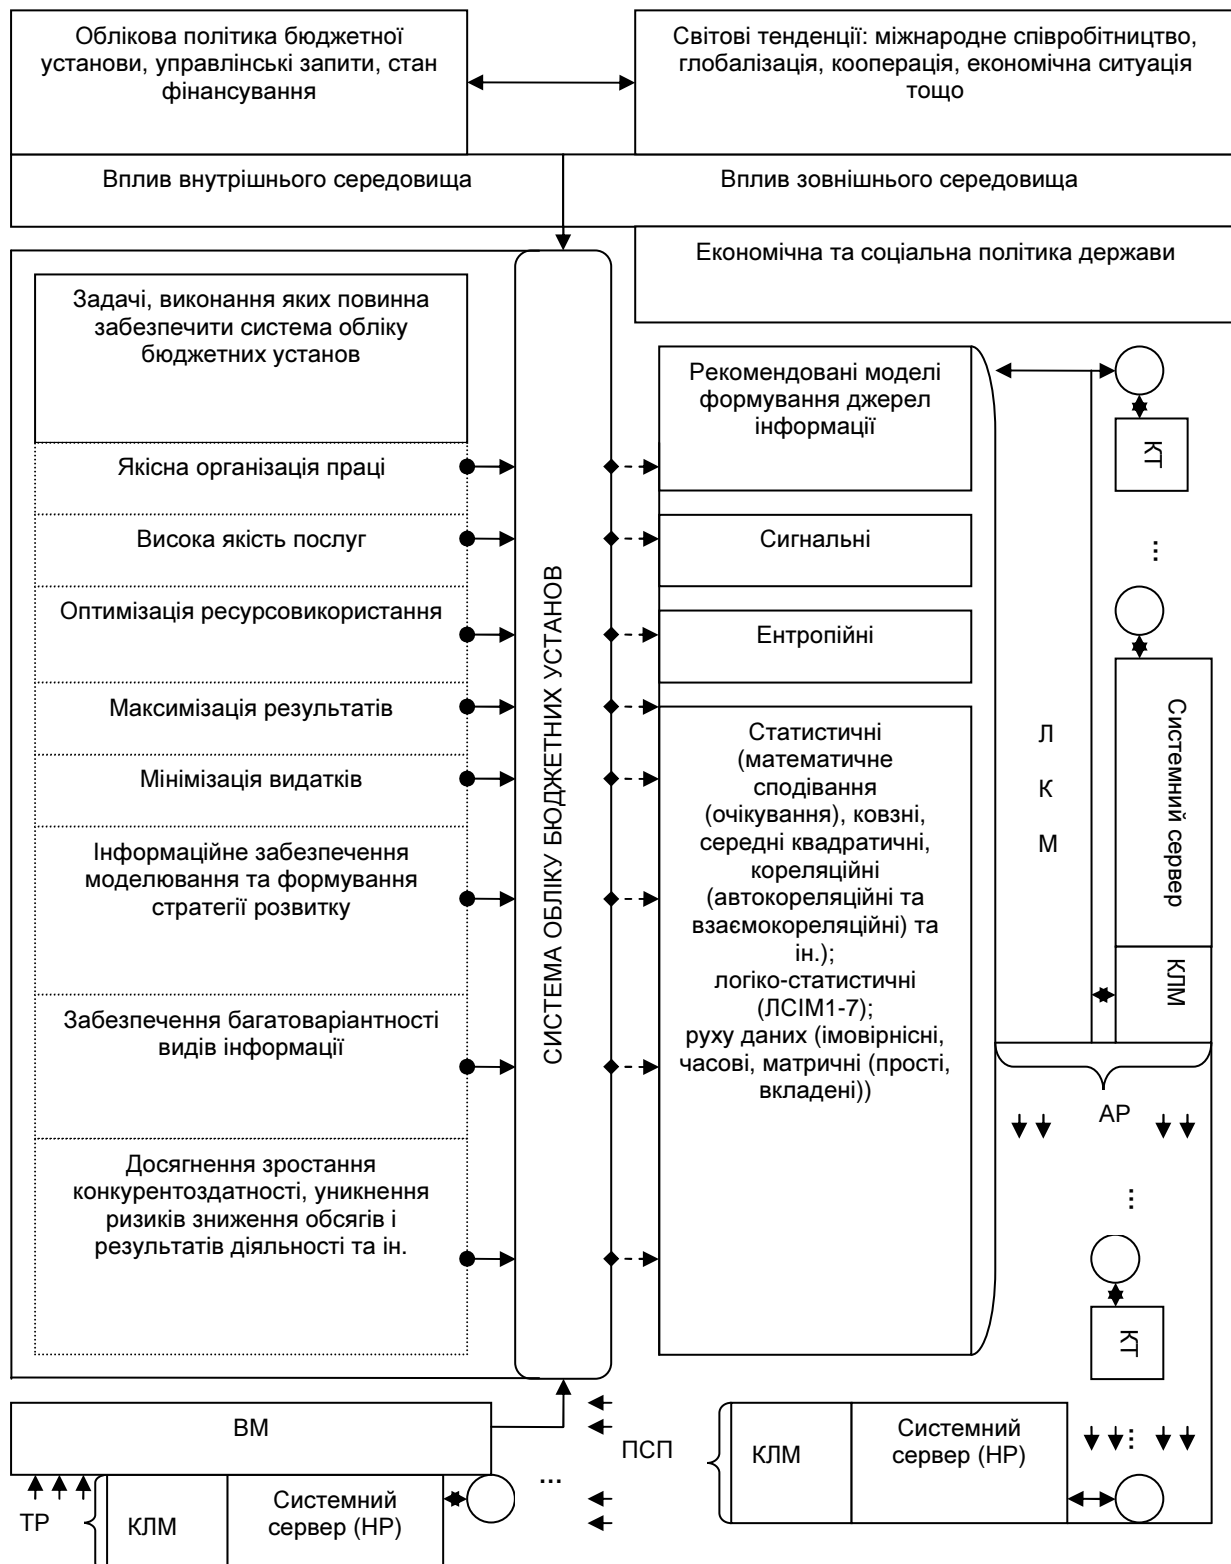 Облікова політика бюджетної
установи, управлінські запити, стан
фінансування
Світові тенденції: міжнародне співробітництво,
глобалізація, кооперація, економічна ситуація
тощо
Вплив внутрішнього середовища
Вплив зовнішнього середовища
Економічна та соціальна політика держави
Задачі, виконання яких повинна
забезпечити система обліку
бюджетних установ
Якісна організація праці
Висока якість послуг
Оптимізація ресурсовикористання
Максимізація результатів
Мінімізація видатків
Інформаційне забезпечення
моделювання та формування
стратегії розвитку
Забезпечення багатоваріантності
видів інформації
Досягнення зростання
конкурентоздатності, уникнення
ризиків зниження обсягів і
результатів діяльності та ін.
СИСТЕМА ОБЛІКУ БЮДЖЕТНИХ УСТАНОВ
Рекомендовані моделі
формування джерел
інформації
Сигнальні
Ентропійні
Статистичні
(математичне
сподівання
(очікування), ковзні,
середні квадратичні,
кореляційні
(автокореляційні та
взаємокореляційні) та
ін.);
логіко-статистичні
(ЛСІМ1-7);
руху даних (імовірнісні,
часові, матричні (прості,
вкладені))
Л
К
М
КТ
...
Системний сервер
КЛМ
АР
...
КТ
...
ВМ
ТР
КЛМ
Системний
сервер (НР)
...
ПСП
КЛМ
Системний
сервер (НР)